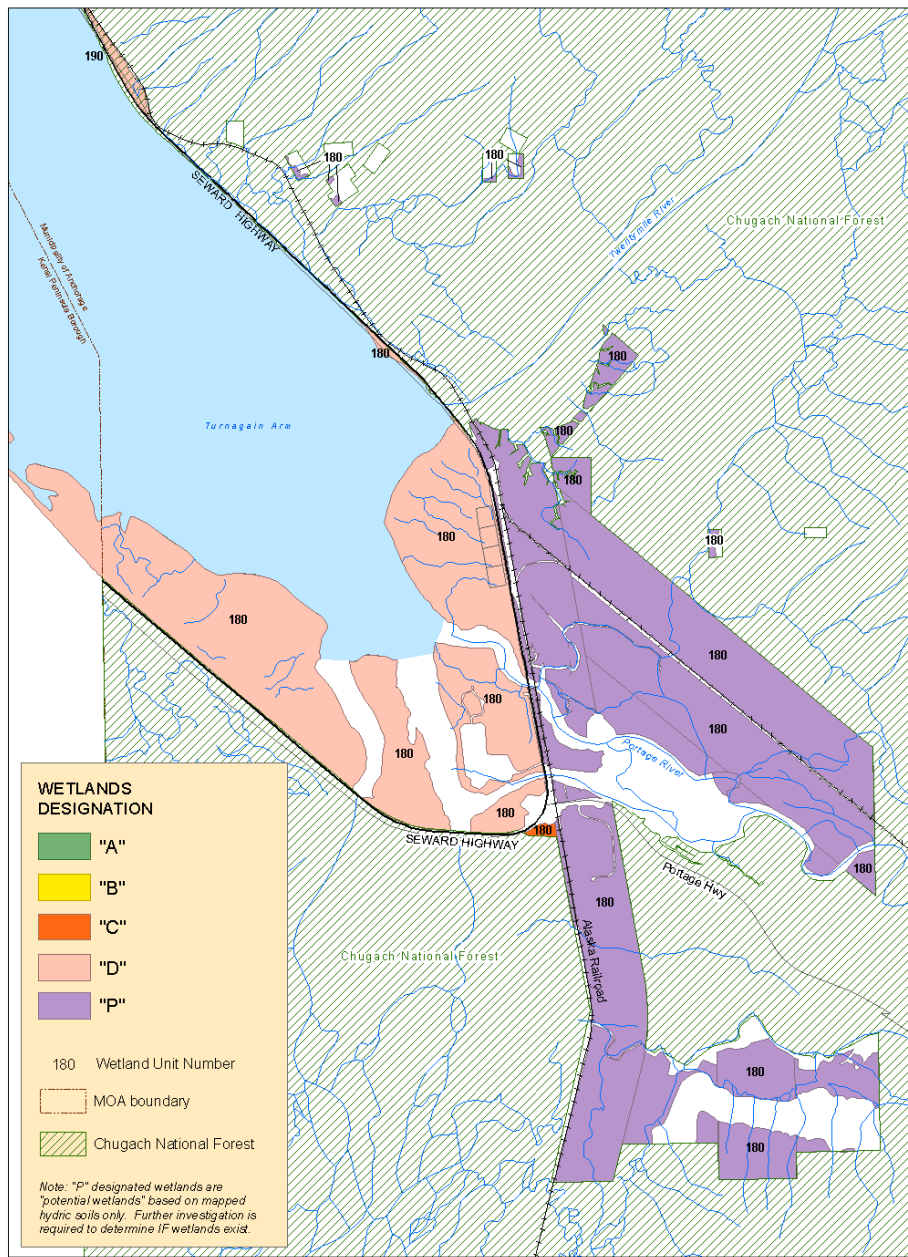 190
180
180
SEWARD HIGHWAY
Twentymile River
Chugach National Forest
Municipality of Anchorage
Kenai Peninsula Borough
180
180
Turnagain Arm
180
180
180
180
180
180
180
180
180
Portage River
180
180
180
SEWARD HIGHWAY
Portage Hwy
180
180
Alaska Railroad
Chugach National Forest
180
180
WETLANDS
DESIGNATION
"A"
"B"
"C"
"D"
"P"
180 Wetland Unit Number
MOA boundary
Chugach National Forest
Note: "P" designated wetlands are
"potential wetlands" based on mapped
hydric soils only. Further investigation is
required to determine IF wetlands exist.